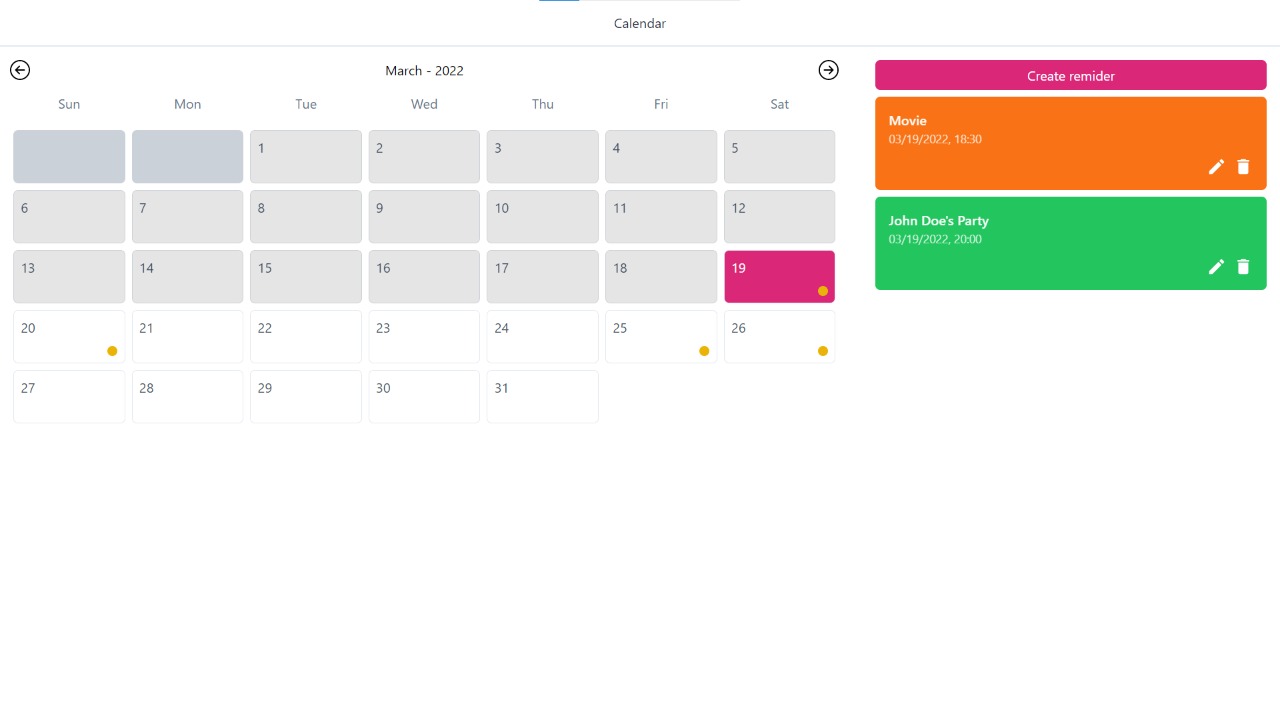 Calendar
March - 2022
Sun Mon Tue Wed Thu Fri Sat
1 2 3 4 5
6 7 8 9 10 11 12
13 14 15 16 17 18 19
20 21 22 23 24 25 26
27 28 29 30 31
Create remider
Movie
03/19/2022, 18:30
John Doe's Party
03/19/2022, 20:00